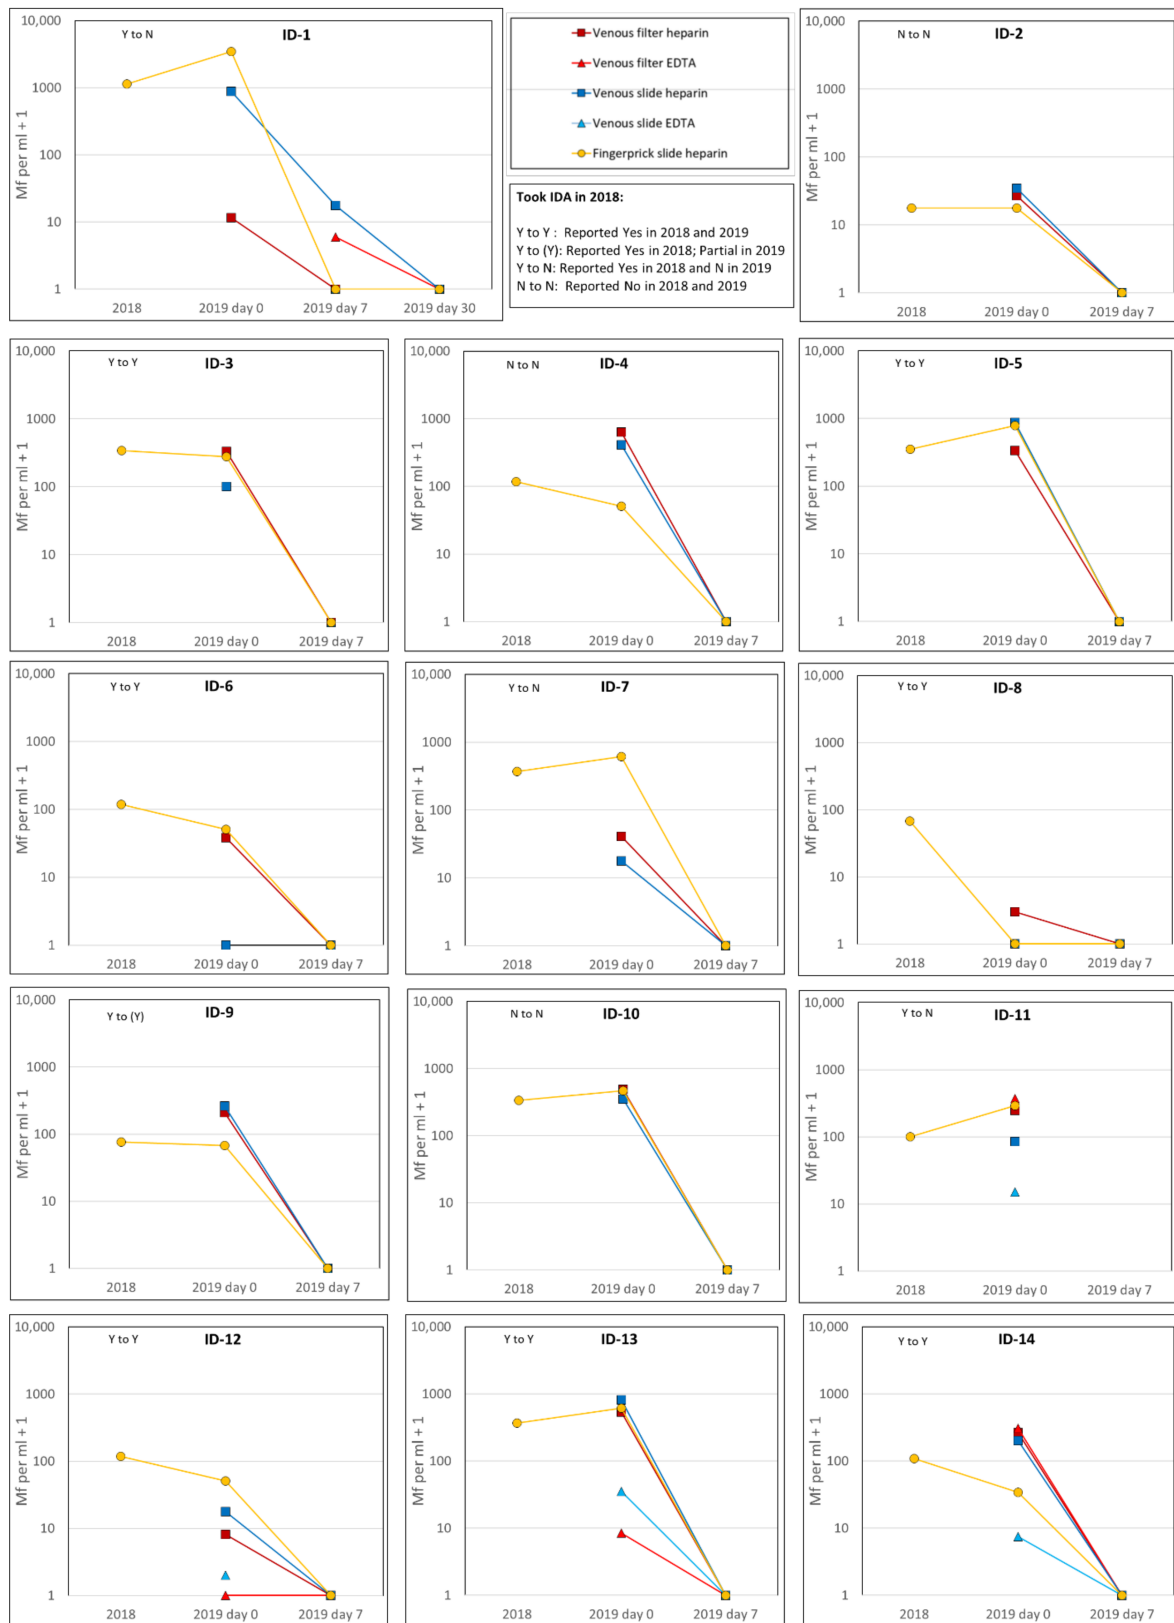 Y to N ID-1
10,000
1000
100
10
1
Mf per ml + 1
2018 2019 day 0 2019 day 7 2019 day 30
Venous filter heparin
Venous filter EDTA
Venous slide heparin
Venous slide EDTA
Fingerprick slide heparin
Took IDA in 2018:
Y to Y : Reported Yes in 2018 and 2019
Y to (Y): Reported Yes in 2018; Partial in 2019
Y to N: Reported Yes in 2018 and N in 2019
N to N: Reported No in 2018 and 2019
N to N ID-2
10,000
1000
100
10
1
Mf per ml + 1
2018 2019 day 0 2019 day 7
Y to Y ID-3
10,000
1000
100
10
1
Mf per ml + 1
2018 2019 day 0 2019 day 7
N to N ID-4
10,000
1000
100
10
1
Mf per ml + 1
2018 2019 day 0 2019 day 7
Y to Y ID-5
10,000
1000
100
10
1
Mf per ml + 1
2018 2019 day 0 2019 day 7
Y to Y ID-6
10,000
1000
100
10
1
Mf per ml + 1
2018 2019 day 0 2019 day 7
Y to N ID-7
10,000
1000
100
10
1
Mf per ml + 1
2018 2019 day 0 2019 day 7
Y to Y ID-8
10,000
1000
100
10
1
Mf per ml + 1
2018 2019 day 0 2019 day 7
Y to (Y) ID-9
10,000
1000
100
10
1
Mf per ml + 1
2018 2019 day 0 2019 day 7
N to N ID-10
10,000
1000
100
10
1
Mf per ml + 1
2018 2019 day 0 2019 day 7
Y to N ID-11
10,000
1000
100
10
1
Mf per ml + 1
2018 2019 day 0 2019 day 7
Y to Y ID-12
10,000
1000
100
10
1
Mf per ml + 1
2018 2019 day 0 2019 day 7
Y to Y ID-13
10,000
1000
100
10
1
Mf per ml + 1
2018 2019 day 0 2019 day 7
Y to Y ID-14
10,000
1000
100
10
1
Mf per ml + 1
2018 2019 day 0 2019 day 7